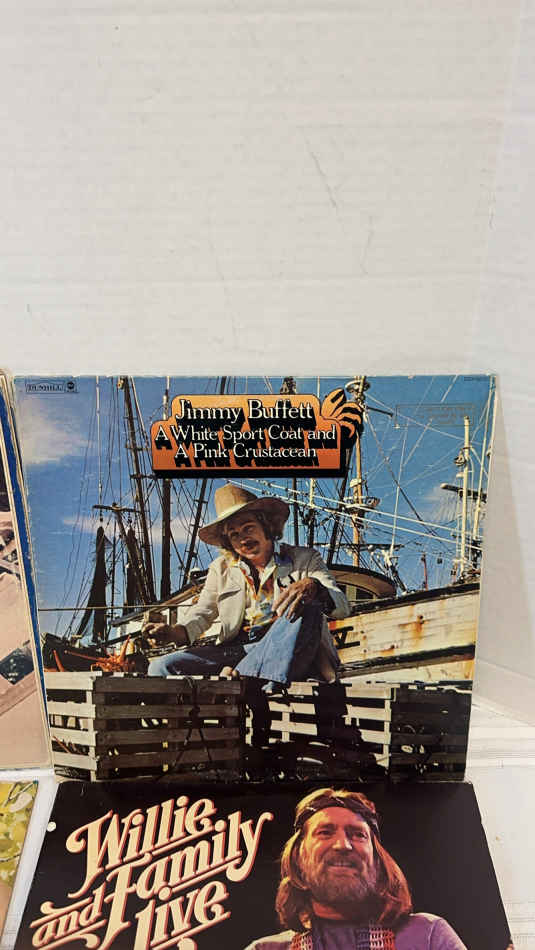 DUNHILL
Jimmy Buffett
A White Sport Coat and
A Pink Crustacean
Willie
and Family
live